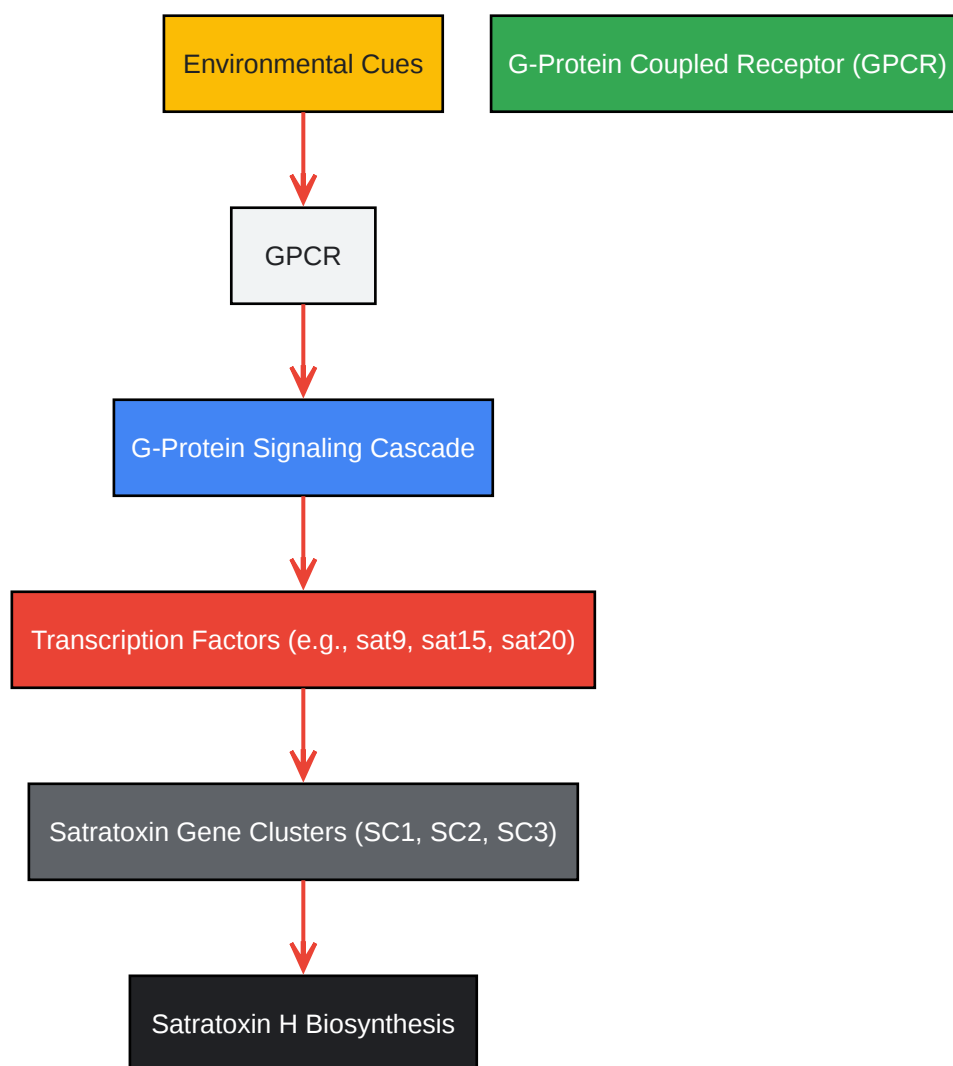 Environmental Cues
G-Protein Coupled Receptor (GPCR)
GPCR
G-Protein Signaling Cascade
Transcription Factors (e.g., sat9, sat15, sat20)
Satratoxin Gene Clusters (SC1, SC2, SC3)
Satratoxin H Biosynthesis